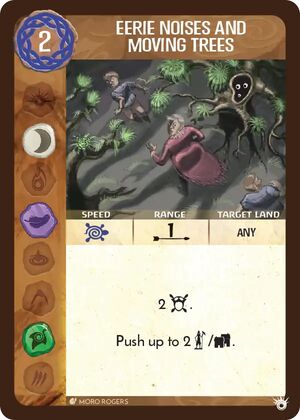 2
EERIE NOISES AND
MOVING TREES
SPEED RANGE TARGET LAND
1 ANY
2 .
Push up to 2 / .
MORO ROGERS